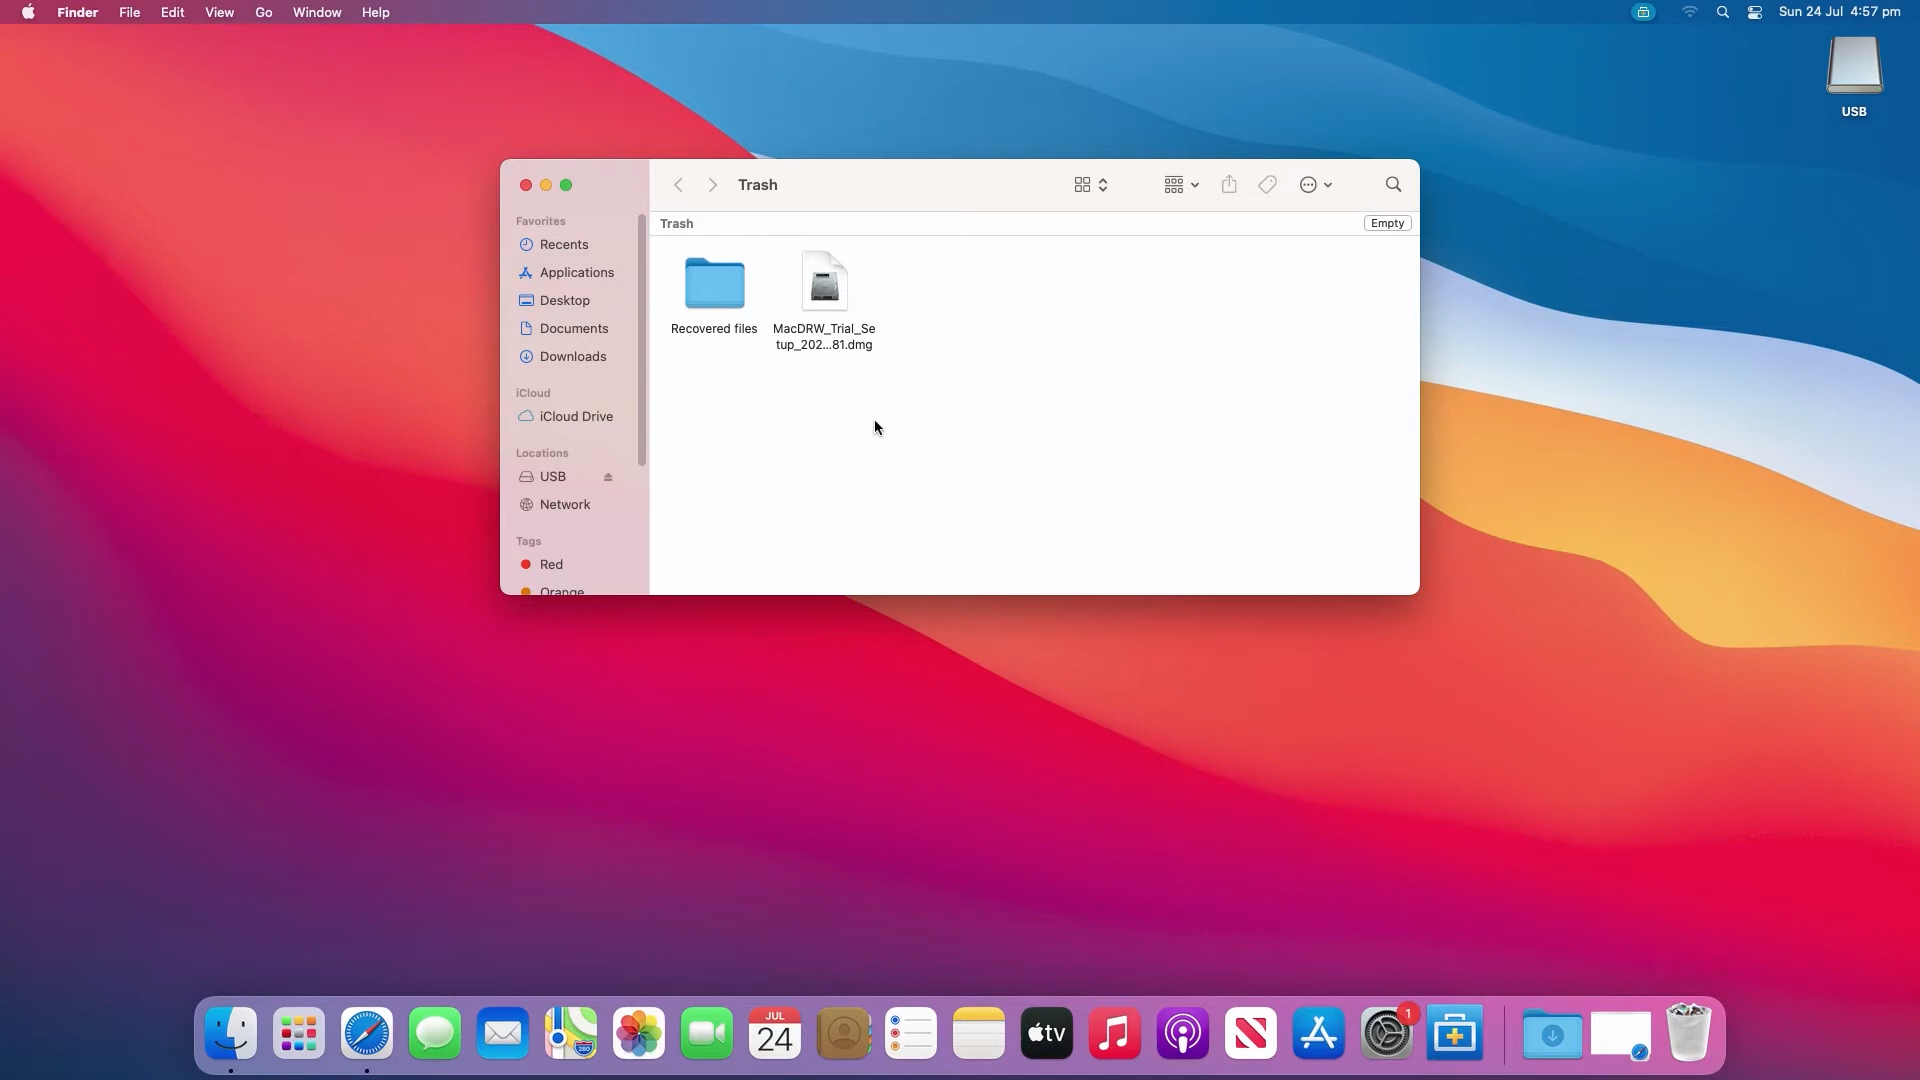 Finder File Edit View Go Window Help Sun 24 Jul 4:57 pm
USB
Trash
Favorites
Recents
Applications
Desktop
Documents
Downloads
iCloud
iCloud Drive
Locations
USB
Network
Tags
Red
Orange
Trash Empty
Recovered files
MacDRW_Trial_Se
tup_202...81.dmg
280
JUL
24
tv
1